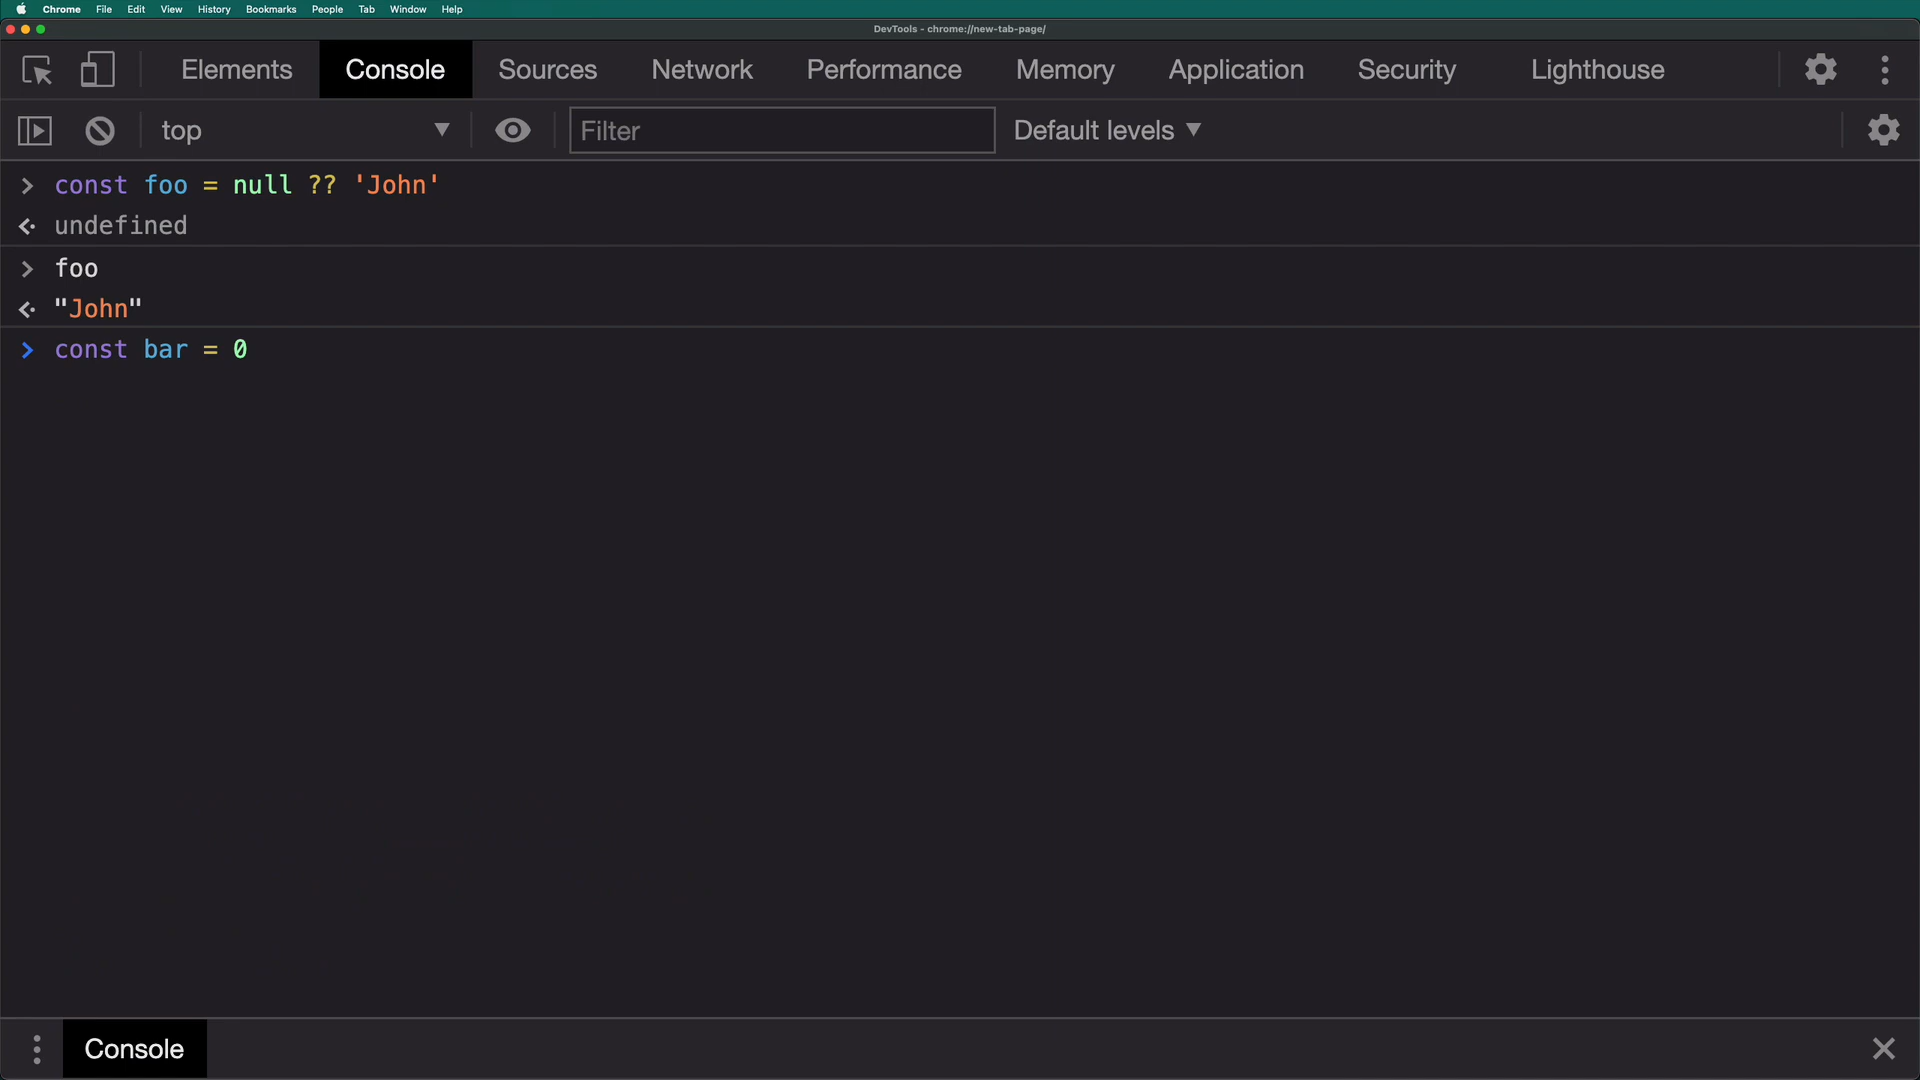 Chrome File Edit View History Bookmarks People Tab Window Help
DevTools - chrome://new-tab-page/
Elements Console Sources Network Performance Memory Application Security Lighthouse
top Filter Default levels
const foo = null ?? 'John'
undefined
foo
"John"
const bar = 0
Console